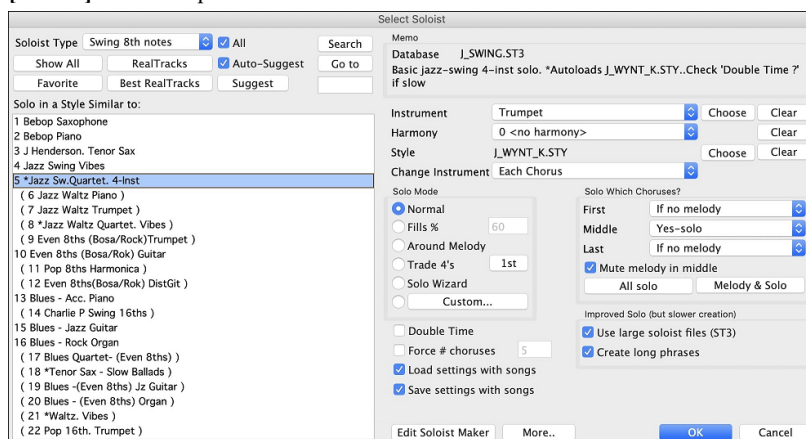 Select Soloist
Soloist Type Swing 8th notes All Search
Show All RealTracks Auto-Suggest Go to
Favorite Best RealTracks Suggest
Solo in a Style Similar to:
1 Bebop Saxophone
2 Bebop Piano
3 J Henderson. Tenor Sax
4 Jazz Swing Vibes
5 *Jazz Sw.Quartet. 4-Inst
( 6 Jazz Waltz Piano )
( 7 Jazz Waltz Trumpet )
( 8 *Jazz Waltz Quartet. Vibes )
( 9 Even 8ths (Bosa/Rock)Trumpet )
10 Even 8ths (Bosa/Rok) Guitar
( 11 Pop 8ths Harmonica )
( 12 Even 8ths(Bosa/Rok) DistGit )
13 Blues - Acc. Piano
( 14 Charlie P Swing 16ths )
15 Blues - Jazz Guitar
16 Blues - Rock Organ
( 17 Blues Quartet- (Even 8ths) )
( 18 *Tenor Sax - Slow Ballads )
( 19 Blues -(Even 8ths) Jz Guitar )
( 20 Blues - (Even 8ths) Organ )
( 21 *Waltz. Vibes )
( 22 Pop 16th. Trumpet )
Memo
Database J_SWING.ST3
Basic jazz-swing 4-inst solo. *Autoloads J_WYNT_K.STY..Check 'Double Time ?'
if slow
Instrument Trumpet Choose Clear
Harmony 0 <no harmony> Clear
Style J_WYNT_K.STY Choose Clear
Change Instrument Each Chorus
Solo Mode
Normal
Fills % 60
Around Melody
Trade 4's 1st
Solo Wizard
Custom...
Double Time
Force # choruses 5
Load settings with songs
Save settings with songs
Solo Which Choruses?
First If no melody
Middle Yes-solo
Last If no melody
Mute melody in middle
All solo Melody & Solo
Improved Solo (but slower creation)
Use large soloist files (ST3)
Create long phrases
Edit Soloist Maker More.. OK Cancel